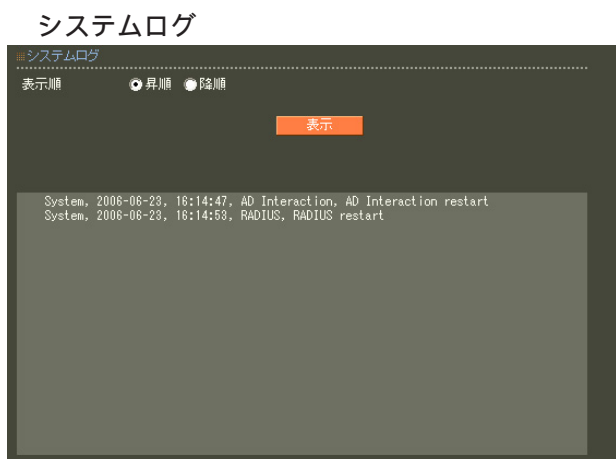 システムログ
システムログ
表示順 昇順 降順
表示
System, 2006-06-23, 16:14:47, AD Interaction, AD Interaction restart
System, 2006-06-23, 16:14:53, RADIUS, RADIUS restart